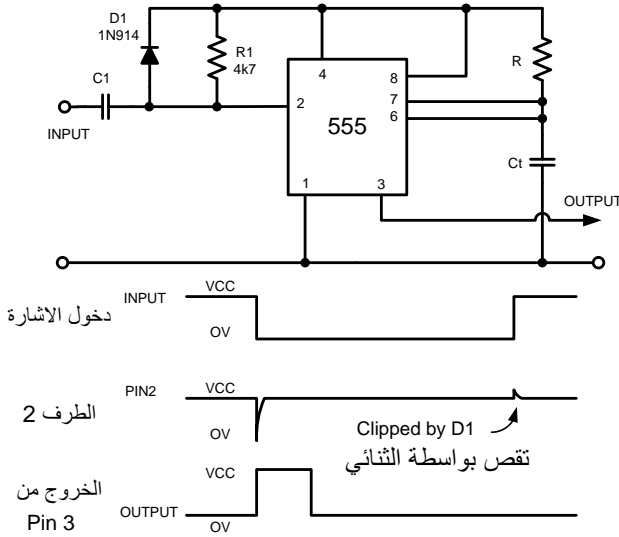 D1
1N914
R1
4k7
C1
INPUT
4
2
555
8
7
6
1
3
R
Ct
OUTPUT
دخول الاشارة
INPUT
VCC
OV
الطرف 2
PIN2
VCC
OV
Clipped by D1
تقص بواسطة الثنائي
الخروج من
Pin 3
OUTPUT
VCC
OV